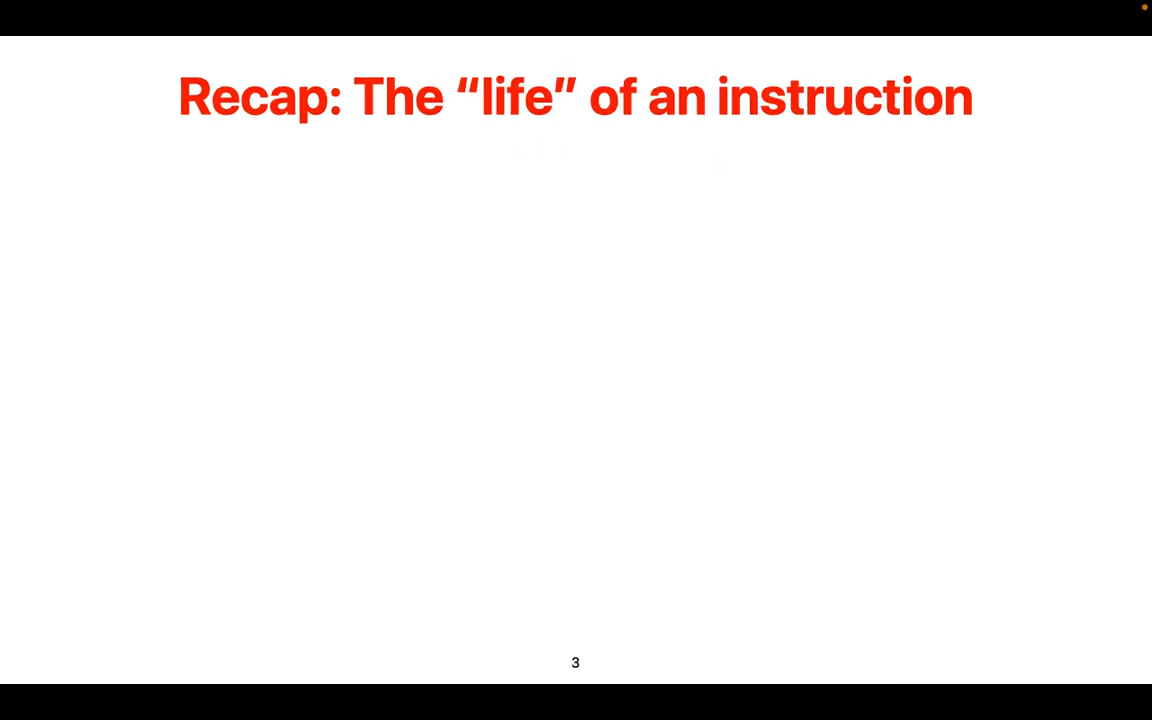 Recap: The “life” of an instruction
3